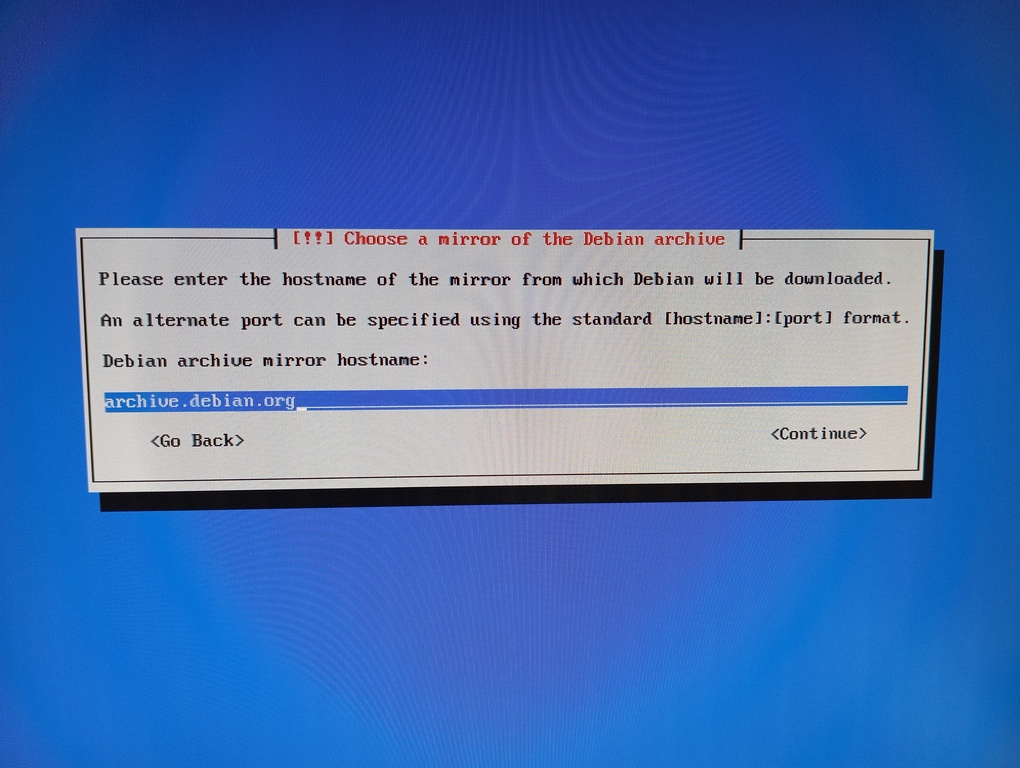 [!!] Choose a mirror of the Debian archive
Please enter the hostname of the mirror from which Debian will be downloaded.
An alternate port can be specified using the standard [hostname]:[port] format.
Debian archive mirror hostname:
archive.debian.org
<Go Back> <Continue>